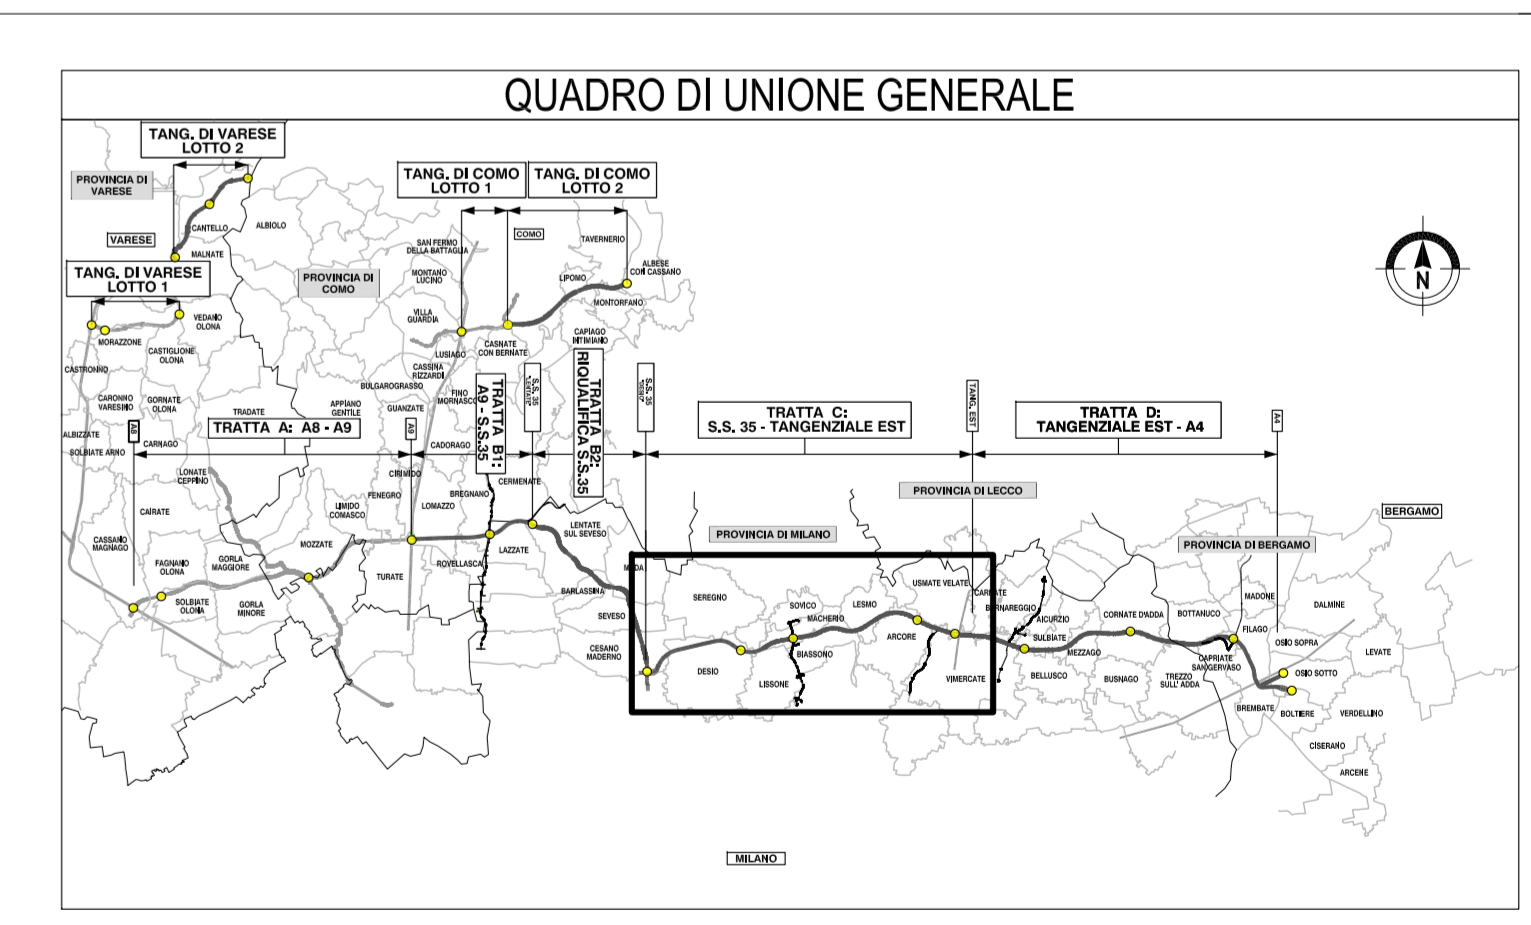 QUADRO DI UNIONE GENERALE
TANG. DI VARESE
LOTTO 2
PROVINCIA DI
VARESE
CANTELLO
ALBIOLO
VARESE
MALNATE
TANG. DI VARESE
LOTTO 1
PROVINCIA DI
COMO
VEDANO
OLONA
MORAZZONE
CASTIGLIONE
OLONA
CASTRONNO
TANG. DI COMO
LOTTO 1
TANG. DI COMO
LOTTO 2
COMO
TAVERNERIO
SAN FERMO
DELLA BATTAGLIA
ALBESE
CON CASSANO
MONTANO
LUCINO
LIPOMO
MONTORFANO
VILLA
GUARDIA
CAPIAGO
INTIMIANO
LUSIAGO
CASNATE
CON BERNATE
CASSINA
RIZZARDI
BULGAROGRASSO
FINO
MORNASCO
N
CARONNO
VARESINO
GORNATE
OLONA
TRADATE
APPIANO
GENTILE
GUANZATE
TRATTA A: A8 - A9
A8
A9
TRATTA B1:
A9 - S.S.35
S.S. 35
TRATTA B2:
RIQUALIFICA S.S.35
S.S. 35
TRATTA C:
S.S. 35 - TANGENZIALE EST
TANG. EST
TRATTA D:
TANGENZIALE EST - A4
A4
ALBIZZATE
CARNAGO
SOLBIATE ARNO
CADORAGO
LONATE
CEPPINO
CIRIMIDO
CERMENATE
FENEGRO
BREGNANO
LOMAZZO
LIMIDO
COMASCO
CAIRATE
PROVINCIA DI LECCO
BERGAMO
CASSANO
MAGNAGO
MOZZATE
LENTATE
SUL SEVESO
LAZZATE
PROVINCIA DI MILANO
PROVINCIA DI BERGAMO
FAGNANO
OLONA
GORLA
MAGGIORE
ROVELLASCA
TURATE
BARLASSINA
SEREGNO
SOVICO
LESMO
USMATE VELATE
CARNATE
BERNAREGGIO
AICURZIO
CORNATE D'ADDA
BOTTANUCO
MADONE
DALMINE
SOLBIATE
OLONA
GORLA
MINORE
SEVESO
MACHERIO
ARCORE
SULBIATE
FILAGO
OSIO SOPRA
CESANO
MADERNO
BIASSONO
MEZZAGO
CAPRIATE
SAN GERVASO
LEVATE
DESIO
LISSONE
VIMERCATE
BELLUSCO
BUSNAGO
TREZZO
SULL' ADDA
OSIO SOTTO
BREMBATE
BOLTIERE
VERDELLINO
CISERANO
ARCENE
MILANO